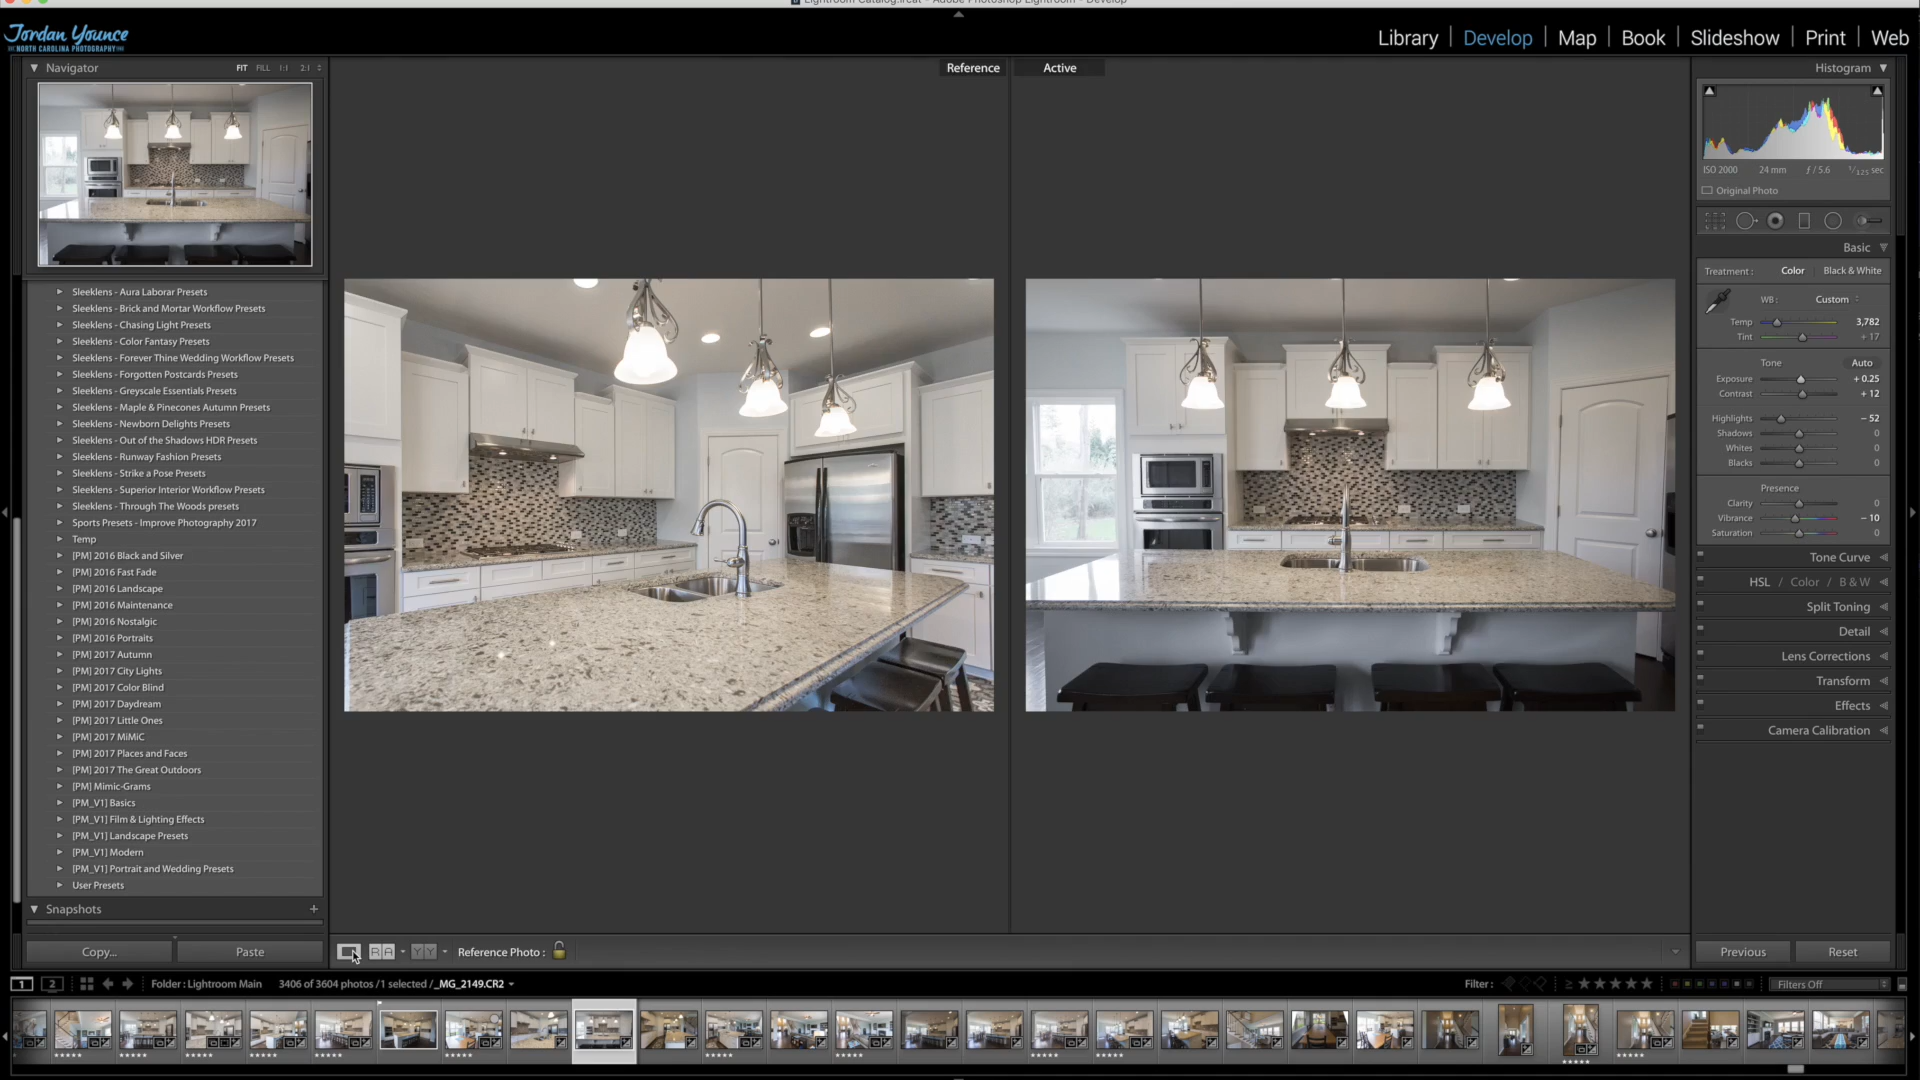 Lightroom Catalog.lrcat - Adobe Photoshop Lightroom - Develop
Jordan Younce
NORTH CAROLINA PHOTOGRAPHY
Library | Develop | Map | Book | Slideshow | Print | Web
Navigator FIT FILL 1:1 2:1
Sleeklens - Aura Laborar Presets
Sleeklens - Brick and Mortar Workflow Presets
Sleeklens - Chasing Light Presets
Sleeklens - Color Fantasy Presets
Sleeklens - Forever Thine Wedding Workflow Presets
Sleeklens - Forgotten Postcards Presets
Sleeklens - Greyscale Essentials Presets
Sleeklens - Maple & Pinecones Autumn Presets
Sleeklens - Newborn Delights Presets
Sleeklens - Out of the Shadows HDR Presets
Sleeklens - Runway Fashion Presets
Sleeklens - Strike a Pose Presets
Sleeklens - Superior Interior Workflow Presets
Sleeklens - Through The Woods presets
Sports Presets - Improve Photography 2017
Temp
[PM] 2016 Black and Silver
[PM] 2016 Fast Fade
[PM] 2016 Landscape
[PM] 2016 Maintenance
[PM] 2016 Nostalgic
[PM] 2016 Portraits
[PM] 2017 Autumn
[PM] 2017 City Lights
[PM] 2017 Color Blind
[PM] 2017 Daydream
[PM] 2017 Little Ones
[PM] 2017 MiMiC
[PM] 2017 Places and Faces
[PM] 2017 The Great Outdoors
[PM] Mimic-Grams
[PM_V1] Basics
[PM_V1] Film & Lighting Effects
[PM_V1] Landscape Presets
[PM_V1] Modern
[PM_V1] Portrait and Wedding Presets
User Presets
Snapshots +
Copy... Paste
Reference Active
R A Y Y Reference Photo :
Histogram
ISO 2000 24 mm ƒ / 5.6 1/125 sec
Original Photo
Basic
Treatment : Color Black & White
WB : Custom
Temp 3,782
Tint + 17
Tone Auto
Exposure + 0.25
Contrast + 12
Highlights − 52
Shadows 0
Whites 0
Blacks 0
Presence
Clarity 0
Vibrance − 10
Saturation 0
Tone Curve
HSL / Color / B & W
Split Toning
Detail
Lens Corrections
Transform
Effects
Camera Calibration
Previous Reset
1 2 Folder : Lightroom Main 3406 of 3604 photos / 1 selected / _MG_2149.CR2 Filter : ≥ ★★★★★ Filters Off